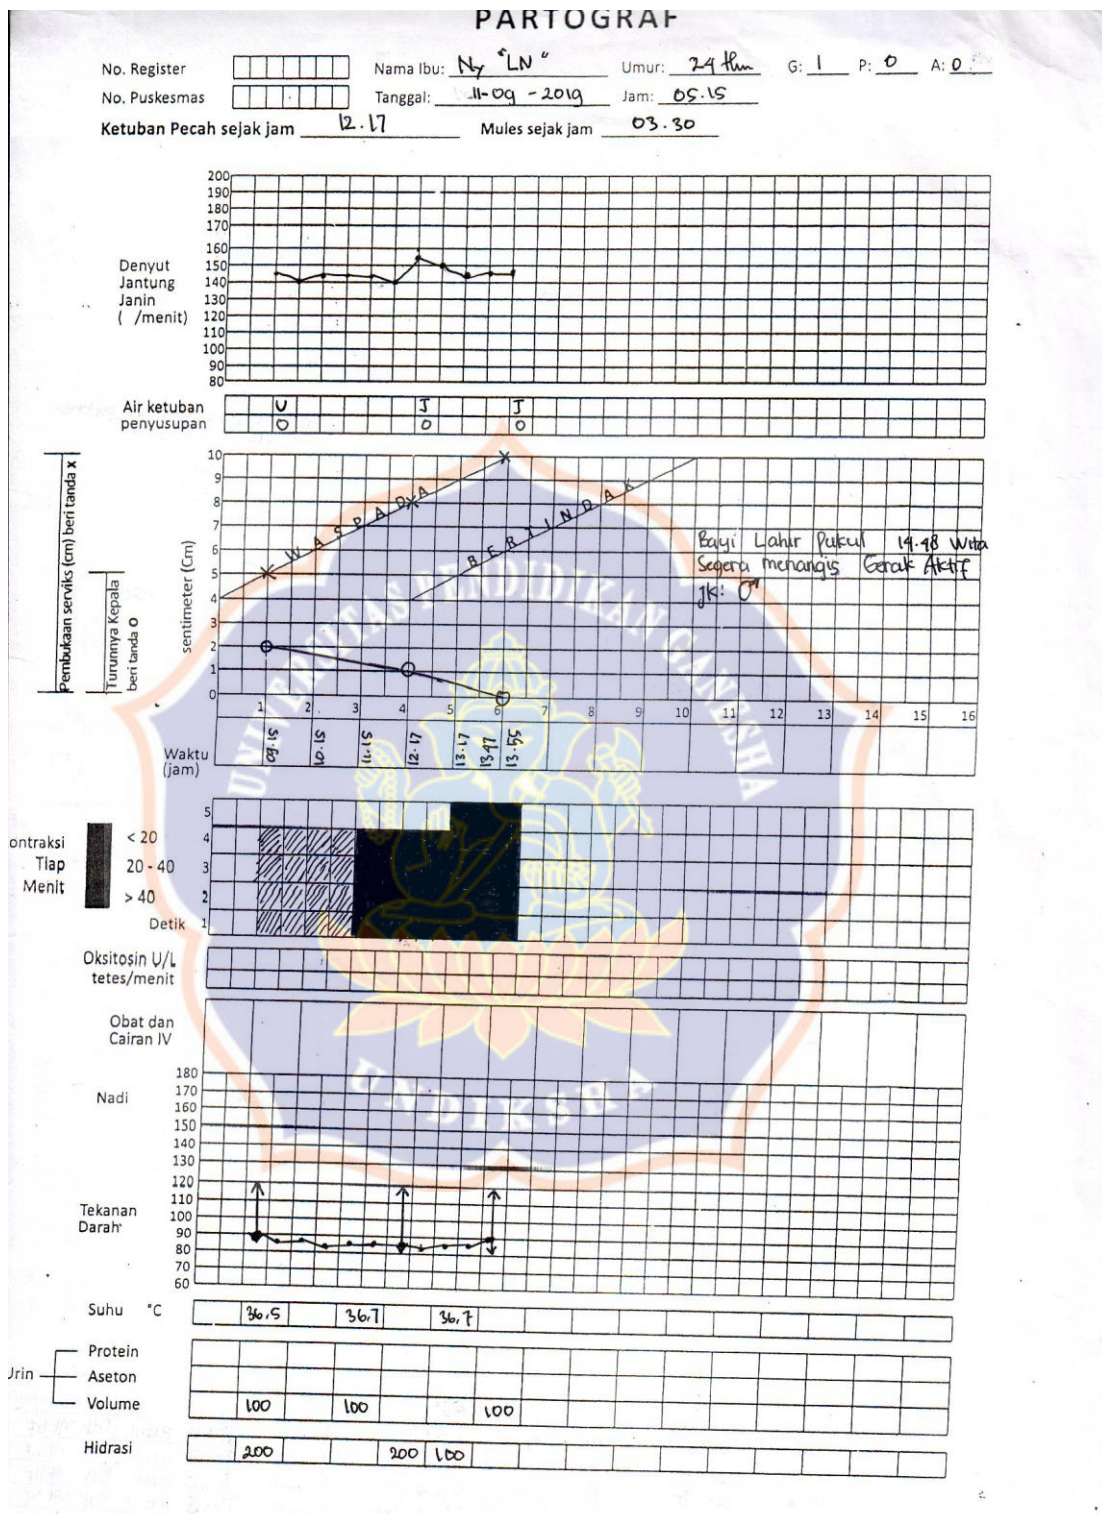 PARTOGRAF
No. Register Nama Ibu: Ny "LN" Umur: 24 thn G: 1 P: 0 A: 0
No. Puskesmas Tanggal: 11-09-2019 Jam: 05.15
Ketuban Pecah sejak jam 12.17 Mules sejak jam 03.30
Denyut Jantung Janin ( /menit)
200
190
180
170
160
150
140
130
120
110
100
90
80
Air ketuban U J J
penyusupan 0 0 0
Pembukaan serviks (cm) beri tanda x
Turunnya Kepala beri tanda O
sentimeter (Cm)
10
9
8
7
6
5
4
3
2
1
0
WASPADA
BERTINDAK
Bayi Lahir Pukul 14.48 Wita
Segera menangis Gerak Aktif
jk: ♂
1 2 3 4 5 6 7 8 9 10 11 12 13 14 15 16
Waktu (jam) 09.15 10.15 11.15 12.17 13.17 13.47 13.55
UNIVERSITAS PENDIDIKAN GANESHA
UNDIKSHA
ontraksi Tiap Menit
< 20
20 - 40
> 40
Detik
5
4
3
2
1
Oksitosin U/L
tetes/menit
Obat dan
Cairan IV
Nadi
Tekanan
Darah
180
170
160
150
140
130
120
110
100
90
80
70
60
Suhu °C 36,5 36,7 36,7
Urin
Protein
Aseton
Volume 100 100 100
Hidrasi 200 200 100